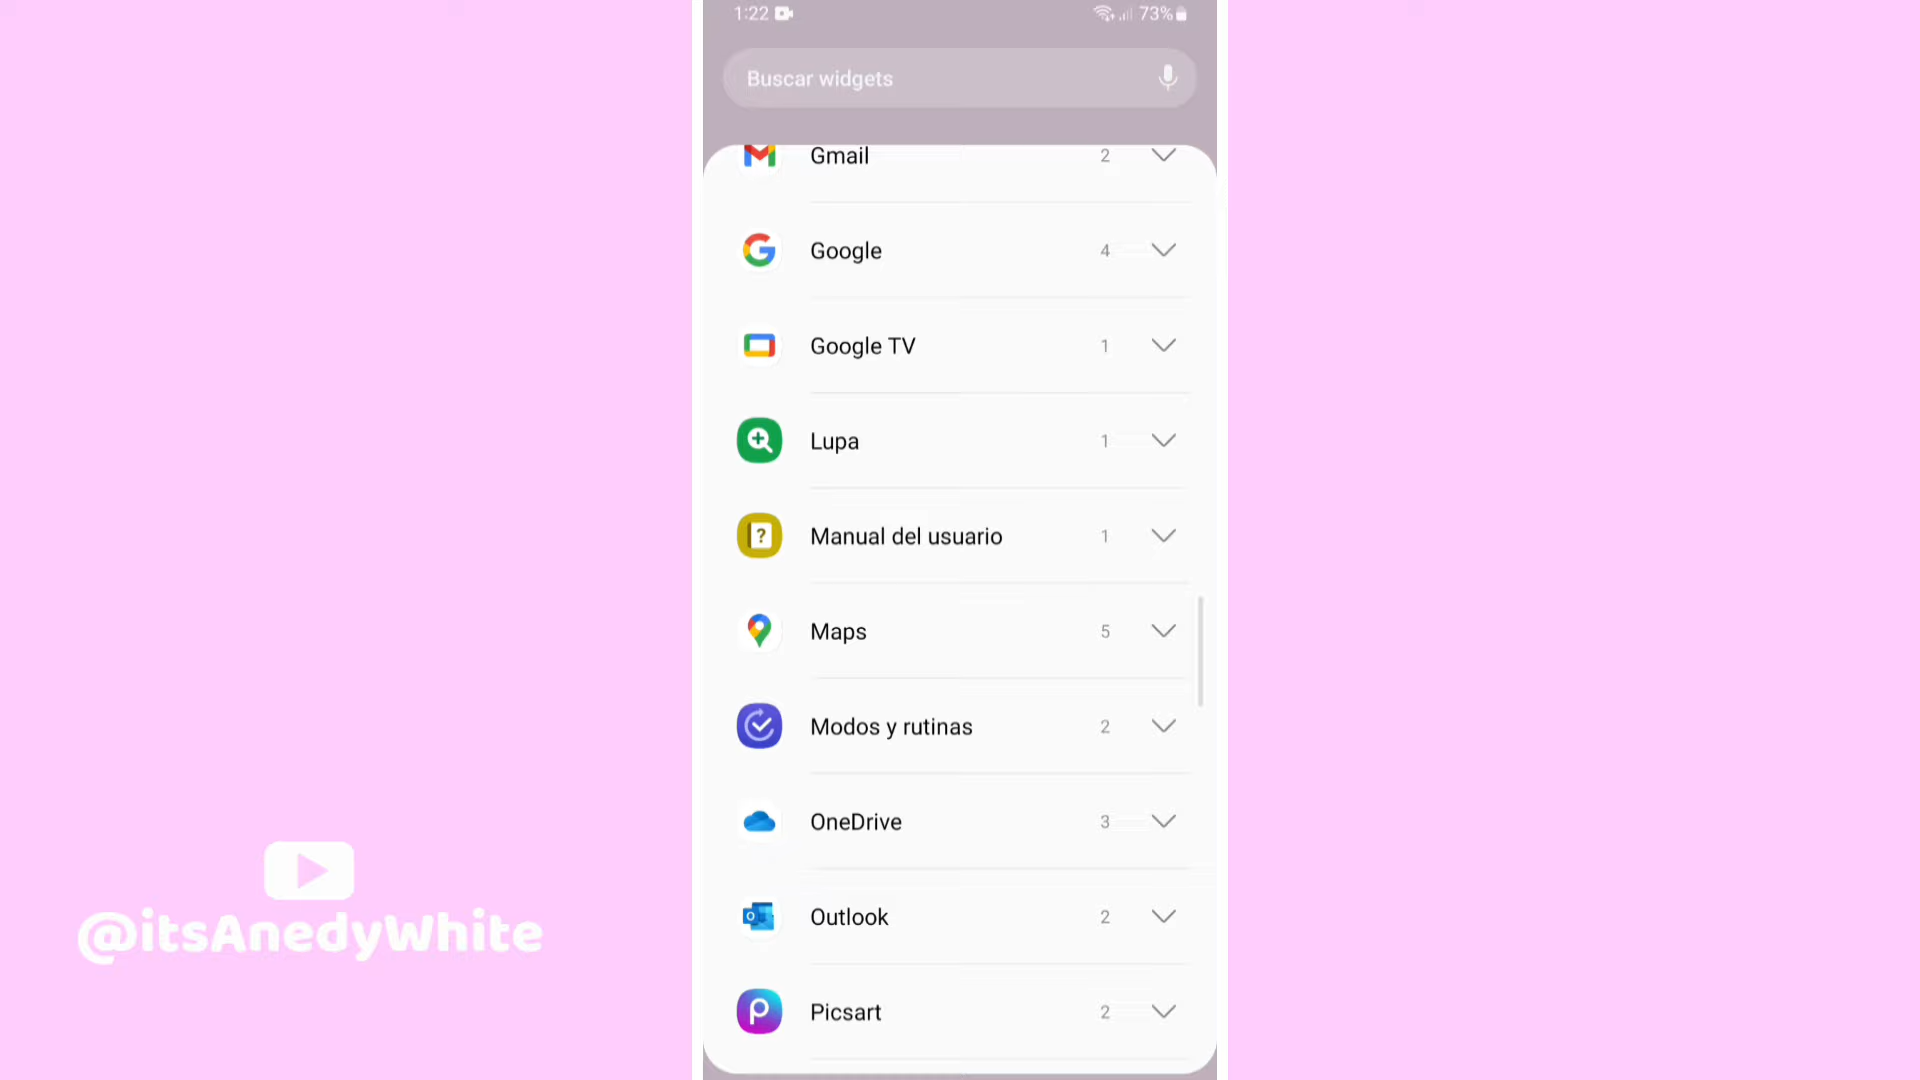 1:22
73%
Buscar widgets
Gmail 2
Google 4
Google TV 1
Lupa 1
Manual del usuario 1
Maps 5
Modos y rutinas 2
OneDrive 3
Outlook 2
Picsart 2
@itsAnedyWhite